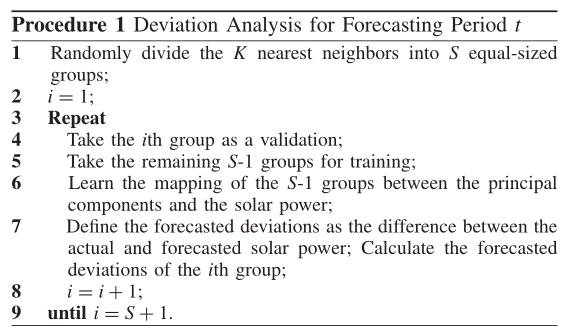 Procedure 1 Deviation Analysis for Forecasting Period t
1 Randomly divide the K nearest neighbors into S equal-sized
groups;
2 i = 1;
3 Repeat
4 Take the ith group as a validation;
5 Take the remaining S-1 groups for training;
6 Learn the mapping of the S-1 groups between the principal
components and the solar power;
7 Define the forecasted deviations as the difference between the
actual and forecasted solar power; Calculate the forecasted
deviations of the ith group;
8 i = i + 1;
9 until i = S + 1.